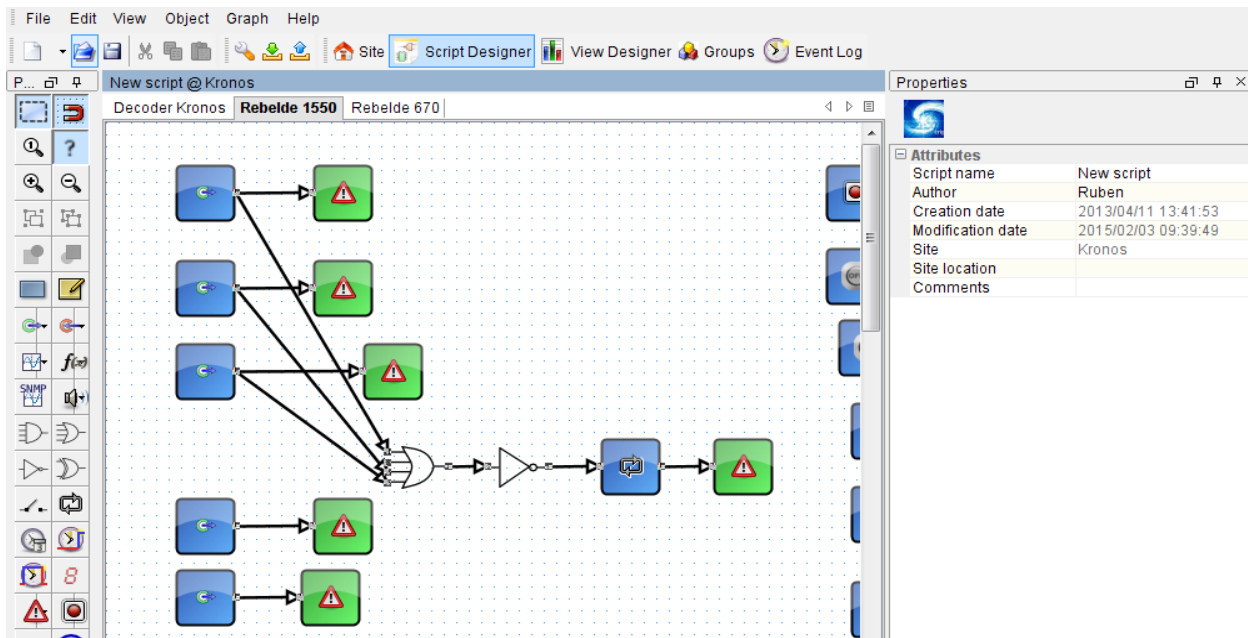 File Edit View Object Graph Help
Site Script Designer View Designer Groups Event Log
P...
New script @ Kronos
Properties
Decoder Kronos Rebelde 1550 Rebelde 670
Attributes
Script name New script
Author Ruben
Creation date 2013/04/11 13:41:53
Modification date 2015/02/03 09:39:49
Site Kronos
Site location
Comments
f(x)
SNMP